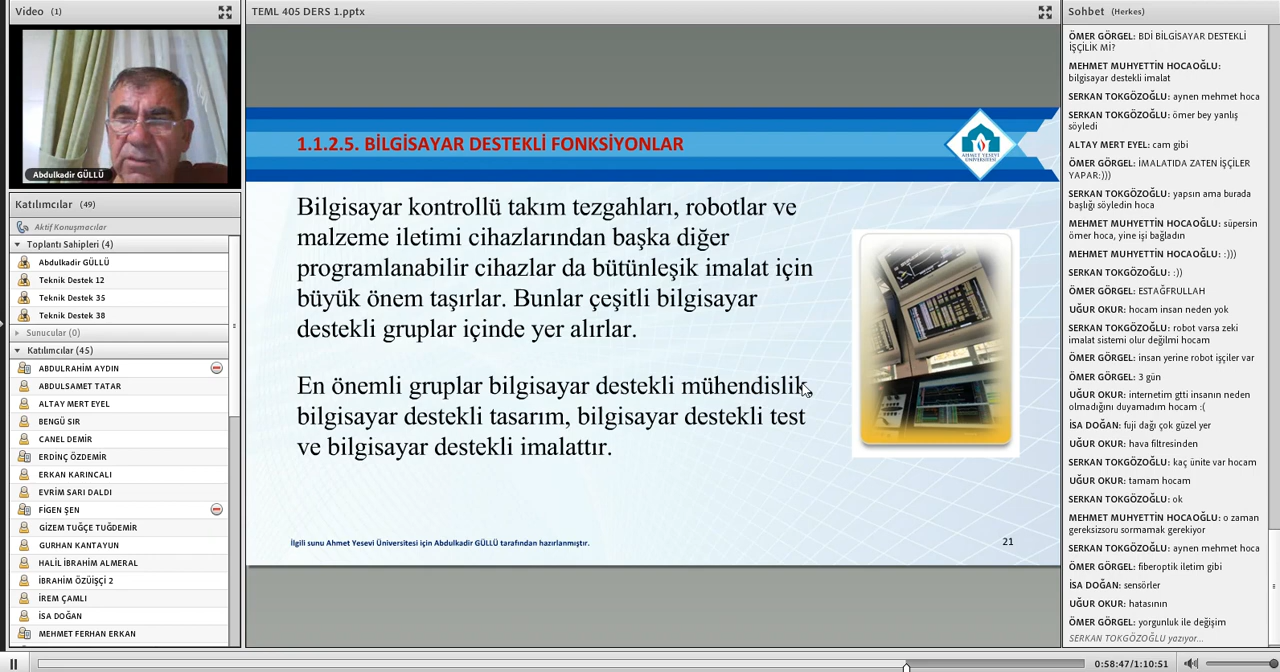 Video (1)
Abdulkadir GÜLLÜ
Katılımcılar (49)
Aktif Konuşmacılar
Toplantı Sahipleri (4)
Abdulkadir GÜLLÜ
Teknik Destek 12
Teknik Destek 35
Teknik Destek 38
Sunucular (0)
Katılımcılar (45)
ABDULRAHİM AYDIN
ABDULSAMET TATAR
ALTAY MERT EYEL
BENGÜ SIR
CANEL DEMİR
ERDİNÇ ÖZDEMİR
ERKAN KARINCALI
EVRİM SARI DALDI
FİGEN ŞEN
GİZEM TUĞÇE TUĞDEMİR
GURHAN KANTAYUN
HALİL İBRAHİM ALMERAL
İBRAHİM ÖZÜİŞÇİ 2
İREM ÇAMLI
İSA DOĞAN
MEHMET FERHAN ERKAN
TEML 405 DERS 1.pptx
1.1.2.5. BİLGİSAYAR DESTEKLİ FONKSİYONLAR
AHMET YESEVİ
ÜNİVERSİTESİ
Bilgisayar kontrollü takım tezgahları, robotlar ve
malzeme iletimi cihazlarından başka diğer
programlanabilir cihazlar da bütünleşik imalat için
büyük önem taşırlar. Bunlar çeşitli bilgisayar
destekli gruplar içinde yer alırlar.
En önemli gruplar bilgisayar destekli mühendislik,
bilgisayar destekli tasarım, bilgisayar destekli test
ve bilgisayar destekli imalattır.
İlgili sunu Ahmet Yesevi Üniversitesi için Abdulkadir GÜLLÜ tarafından hazırlanmıştır.
21
Sohbet (Herkes)
ÖMER GÖRGEL: BDİ BİLGİSAYAR DESTEKLİ
İŞÇİLİK Mİ?
MEHMET MUHYETTİN HOCAOĞLU:
bilgisayar destekli imalat
SERKAN TOKGÖZOĞLU: aynen mehmet hoca
SERKAN TOKGÖZOĞLU: ömer bey yanlış
söyledi
ALTAY MERT EYEL: cam gibi
ÖMER GÖRGEL: İMALATIDA ZATEN İŞÇİLER
YAPAR:)))
SERKAN TOKGÖZOĞLU: yapsın ama burada
başlığı söyledin hoca
MEHMET MUHYETTİN HOCAOĞLU: süpersin
ömer hoca, yine işi bağladın
MEHMET MUHYETTİN HOCAOĞLU: :)))
SERKAN TOKGÖZOĞLU: :))
ÖMER GÖRGEL: ESTAĞFRULLAH
UĞUR OKUR: hocam insan neden yok
SERKAN TOKGÖZOĞLU: robot varsa zeki
imalat sistemi olur değilmi hocam
ÖMER GÖRGEL: insan yerine robot işçiler var
ÖMER GÖRGEL: 3 gün
UĞUR OKUR: internetim gtti insanın neden
olmadığını duyamadım hocam :(
İSA DOĞAN: fuji dağı çok güzel yer
UĞUR OKUR: hava filtresinden
SERKAN TOKGÖZOĞLU: kaç ünite var hocam
UĞUR OKUR: tamam hocam
SERKAN TOKGÖZOĞLU: ok
MEHMET MUHYETTİN HOCAOĞLU: o zaman
gereksizsoru sormamak gerekiyor
SERKAN TOKGÖZOĞLU: aynen mehmet hoca
ÖMER GÖRGEL: fiberoptik iletim gibi
İSA DOĞAN: sensörler
UĞUR OKUR: hatasının
ÖMER GÖRGEL: yorgunluk ile değişim
SERKAN TOKGÖZOĞLU yazıyor...
0:58:47/1:10:51